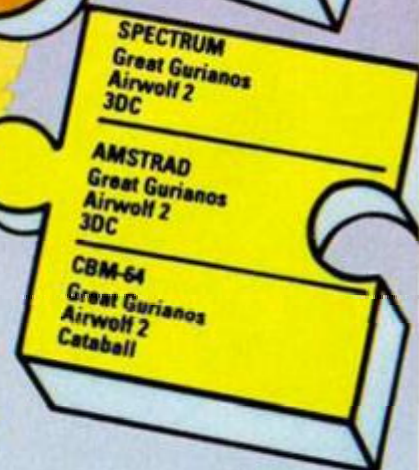 SPECTRUM
Great Gurianos
Airwolf 2
3DC
AMSTRAD
Great Gurianos
Airwolf 2
3DC
CBM-64
Great Gurianos
Airwolf 2
Cataball